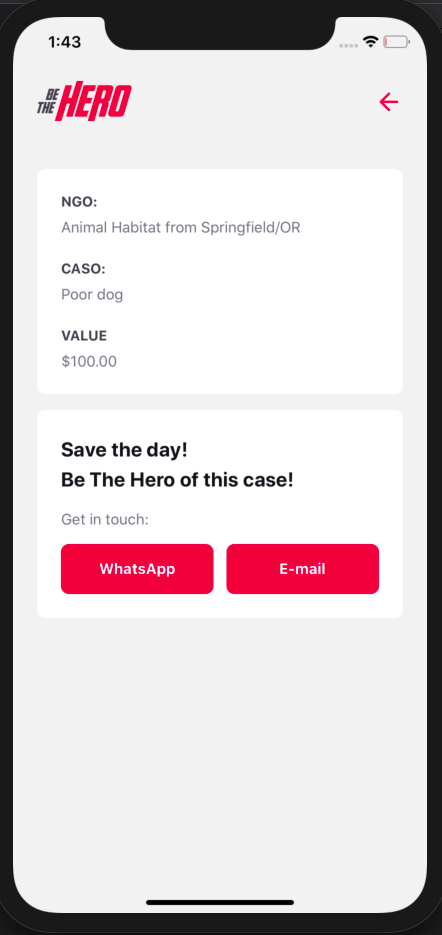 1:43
BE
THE HERO
NGO:
Animal Habitat from Springfield/OR
CASO:
Poor dog
VALUE
$100.00
Save the day!
Be The Hero of this case!
Get in touch:
WhatsApp E-mail